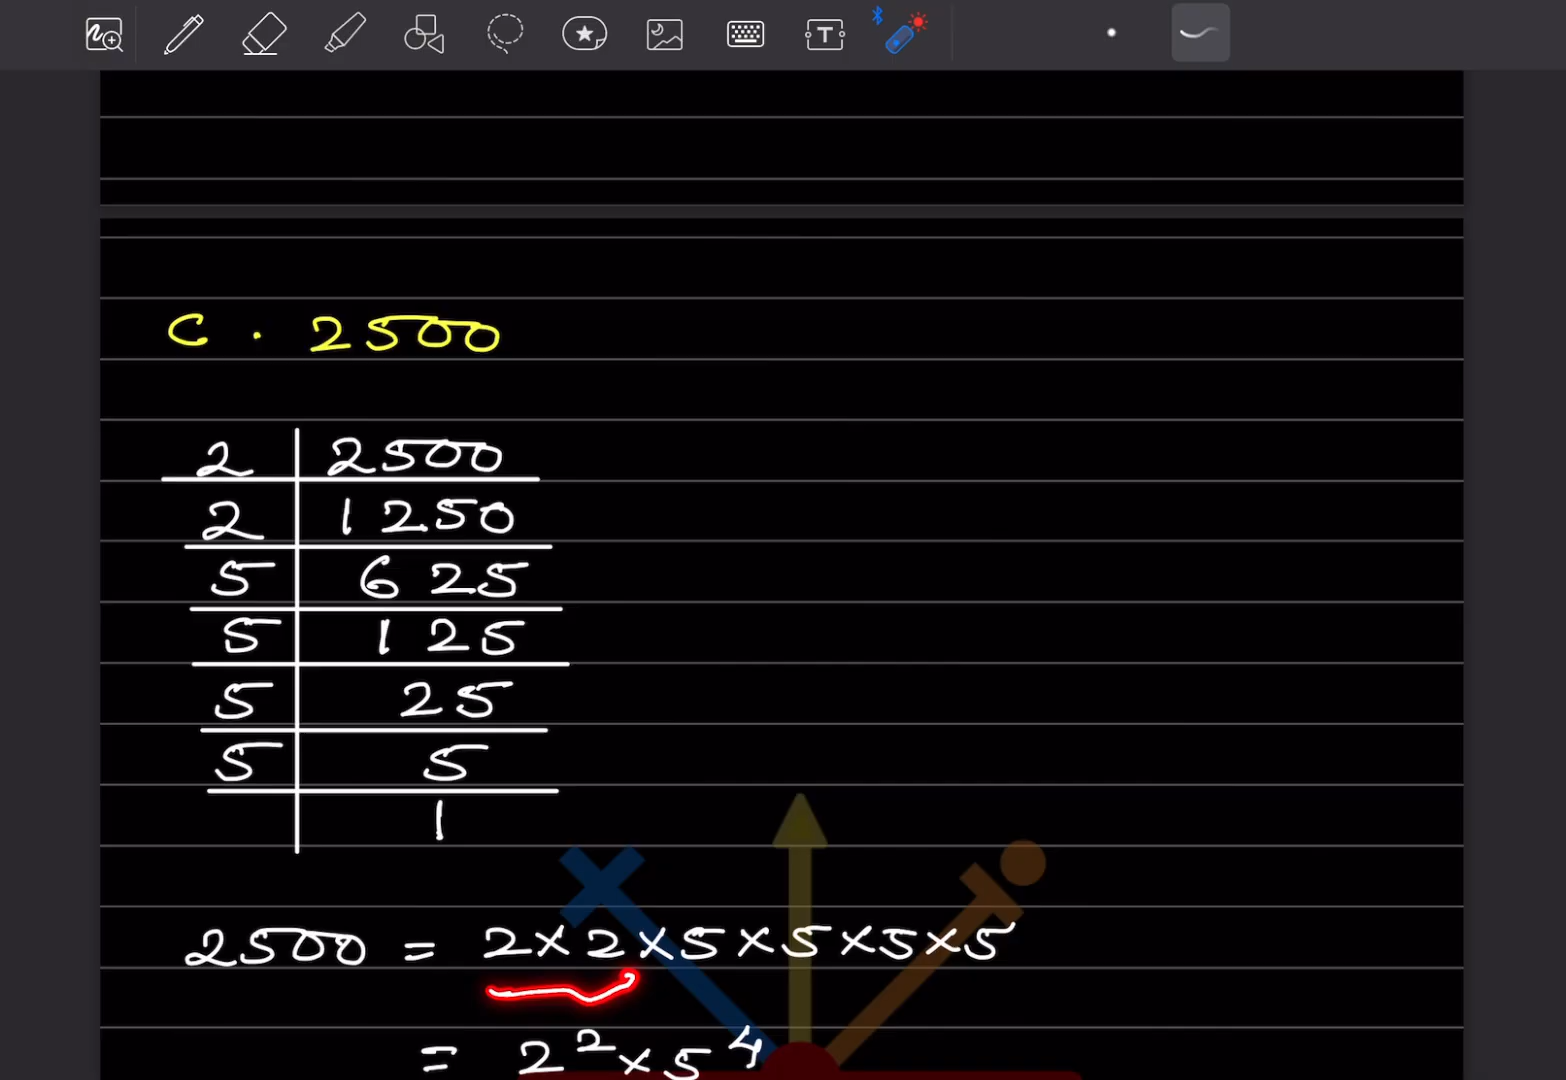 C. 2500
2 | 2500
2 | 1250
5 | 625
5 | 125
5 | 25
5 | 5
| 1
2500 = 2×2×5×5×5×5
= 2² × 5⁴